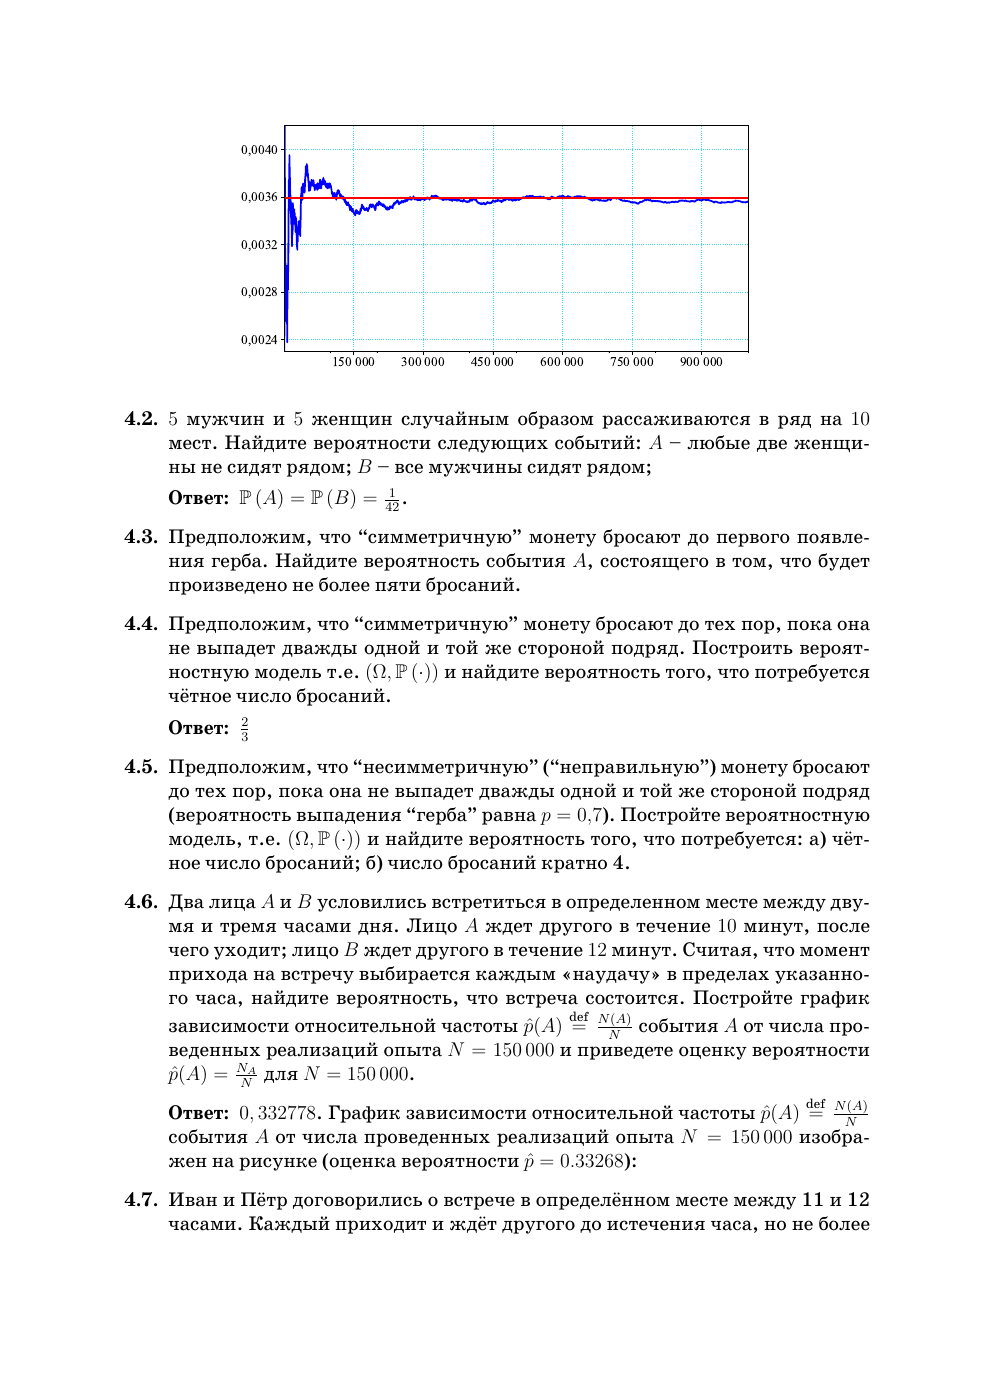 0,0040
0,0036
0,0032
0,0028
0,0024
150 000 300 000 450 000 600 000 750 000 900 000
4.2. 5 мужчин и 5 женщин случайным образом рассаживаются в ряд на 10
мест. Найдите вероятности следующих событий: A – любые две женщи-
ны не сидят рядом; B – все мужчины сидят рядом;
Ответ: ℙ (A) = ℙ (B) = 1/42.
4.3. Предположим, что “симметричную” монету бросают до первого появле-
ния герба. Найдите вероятность события A, состоящего в том, что будет
произведено не более пяти бросаний.
4.4. Предположим, что “симметричную” монету бросают до тех пор, пока она
не выпадет дважды одной и той же стороной подряд. Построить вероят-
ностную модель т.е. (Ω, ℙ (·)) и найдите вероятность того, что потребуется
чётное число бросаний.
Ответ: 2/3
4.5. Предположим, что “несимметричную” (“неправильную”) монету бросают
до тех пор, пока она не выпадет дважды одной и той же стороной подряд
(вероятность выпадения “герба” равна p = 0,7). Постройте вероятностную
модель, т.е. (Ω, ℙ (·)) и найдите вероятность того, что потребуется: а) чёт-
ное число бросаний; б) число бросаний кратно 4.
4.6. Два лица A и B условились встретиться в определенном месте между дву-
мя и тремя часами дня. Лицо A ждет другого в течение 10 минут, после
чего уходит; лицо B ждет другого в течение 12 минут. Считая, что момент
прихода на встречу выбирается каждым «наудачу» в пределах указанно-
го часа, найдите вероятность, что встреча состоится. Постройте график
зависимости относительной частоты p̂(A) def= N(A)/N события A от числа про-
веденных реализаций опыта N = 150 000 и приведете оценку вероятности
p̂(A) = N_A/N для N = 150 000.
Ответ: 0, 332778. График зависимости относительной частоты p̂(A) def= N(A)/N
события A от числа проведенных реализаций опыта N = 150 000 изобра-
жен на рисунке (оценка вероятности p̂ = 0.33268):
4.7. Иван и Пётр договорились о встрече в определённом месте между 11 и 12
часами. Каждый приходит и ждёт другого до истечения часа, но не более